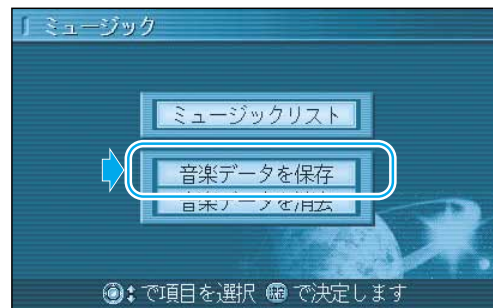 ミュージック
ミュージックリスト
音楽データを保存
音楽データを消去
で項目を選択 決定 で決定します